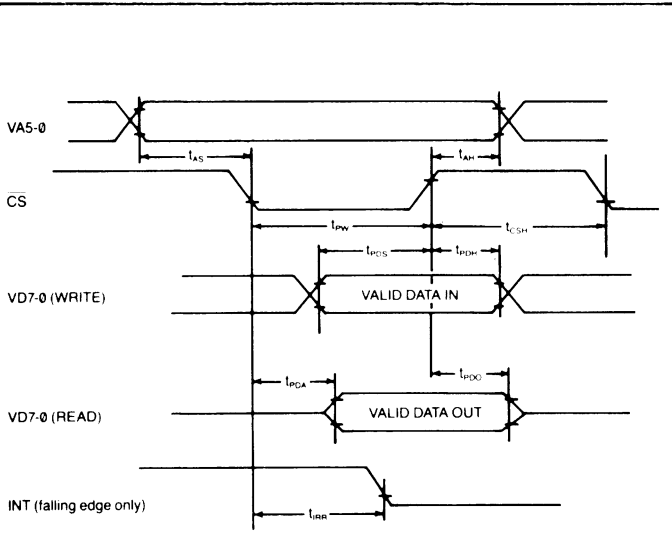 VA5-0
tAS
tAH
CS
tPW
tCSH
tPDS
tPDH
VD7-0 (WRITE)
VALID DATA IN
tPDA
tPDO
VD7-0 (READ)
VALID DATA OUT
INT (falling edge only)
tIRR